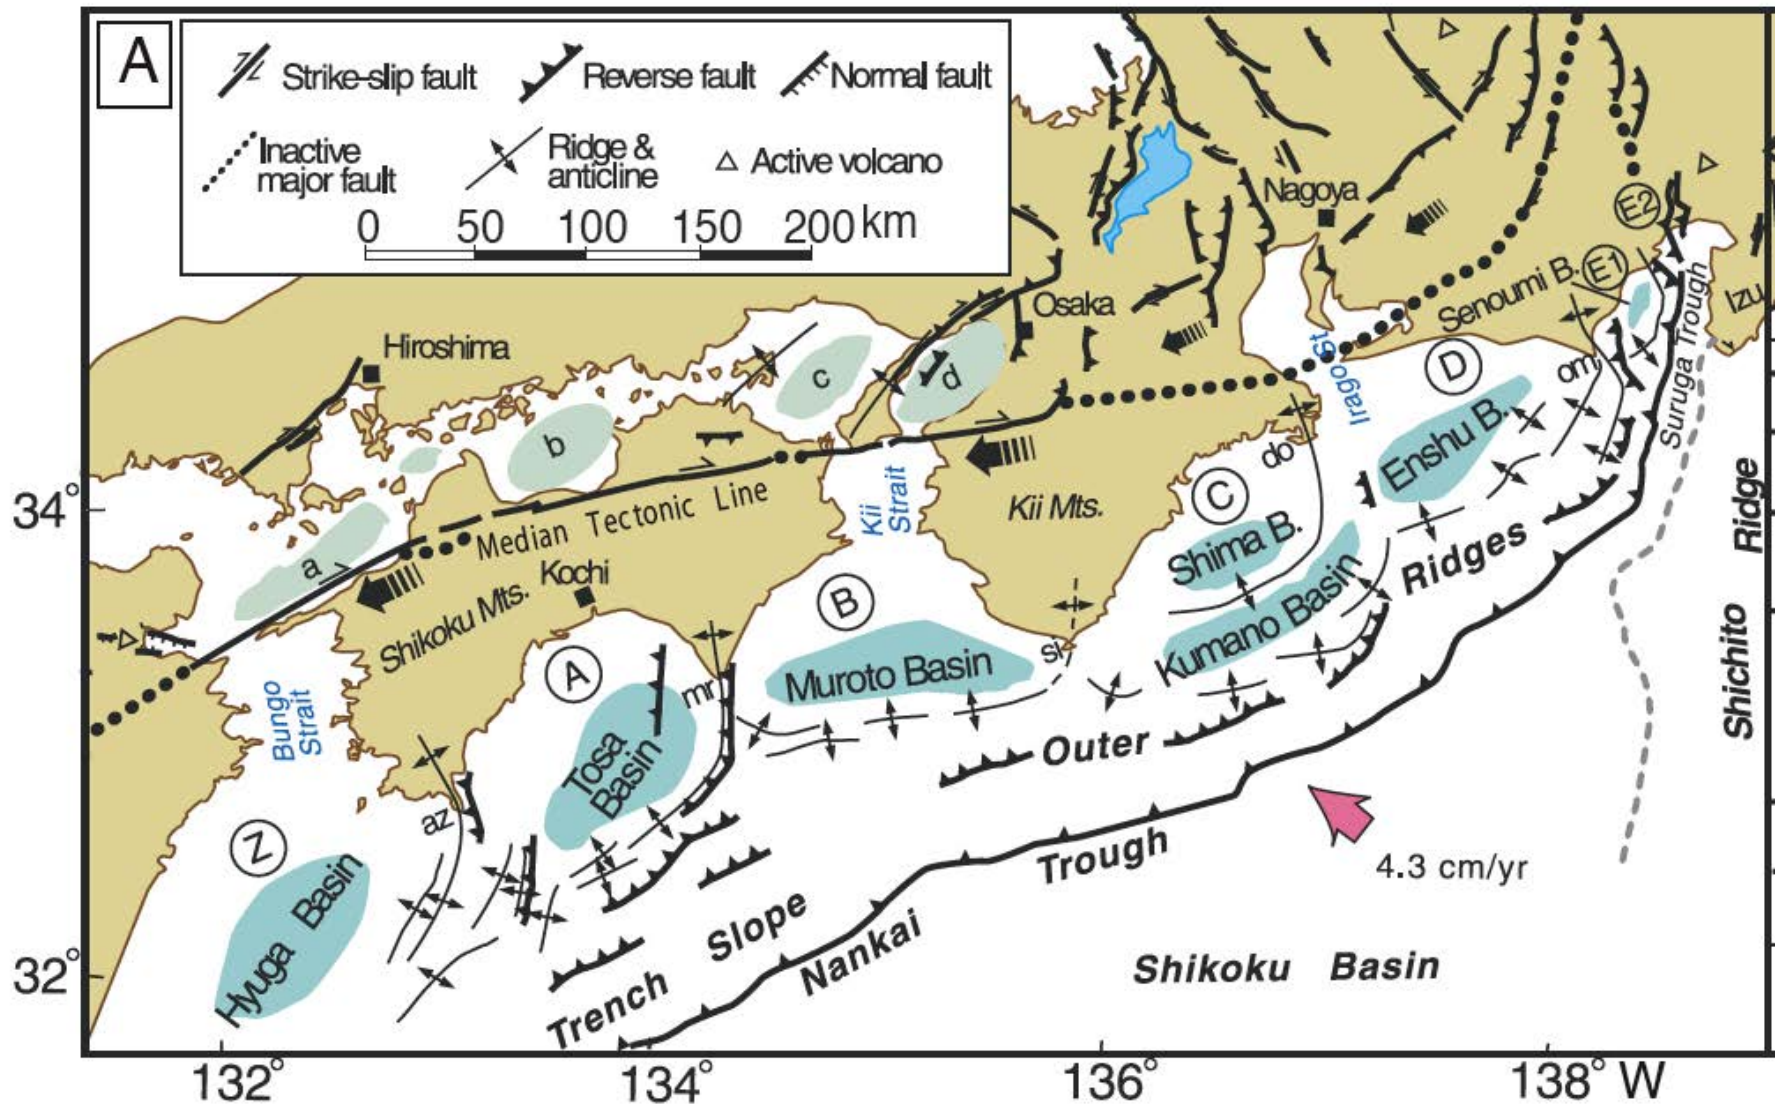 A
Strike-slip fault
Reverse fault
Normal fault
Inactive
major fault
Ridge &
anticline
Active volcano
0 50 100 150 200 km
Nagoya
E2
E1
Senoumi B.
Izu
Osaka
Hiroshima
Suruga Trough
Irago St
D
om
c
d
b
a
Enshu B.
do
C
Kii
Strait
Kii Mts.
Median Tectonic Line
34°
Shima B.
Ridges
Shichito Ridge
Kochi
Shikoku Mts.
B
Kumano Basin
A
Muroto Basin
si
mr
Bungo
Strait
Tosa
Basin
Outer
az
Z
Trough
4.3 cm/yr
Hyuga Basin
Slope
Nankai
Trench
Shikoku Basin
32°
132° 134° 136° 138° W